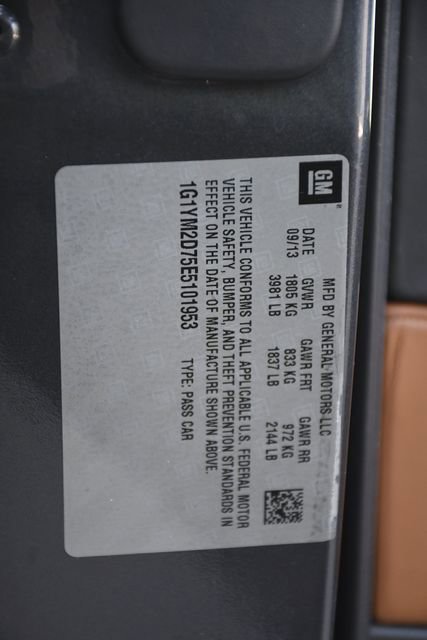 GM
MFD BY GENERAL MOTORS LLC
DATE GVWR GAWR FRT GAWR RR
09/13 1805 KG 833 KG 972 KG
3981 LB 1837 LB 2144 LB
THIS VEHICLE CONFORMS TO ALL APPLICABLE U.S. FEDERAL MOTOR
VEHICLE SAFETY, BUMPER, AND THEFT PREVENTION STANDARDS IN
EFFECT ON THE DATE OF MANUFACTURE SHOWN ABOVE.
1G1YM2D75E5101953 TYPE: PASS CAR